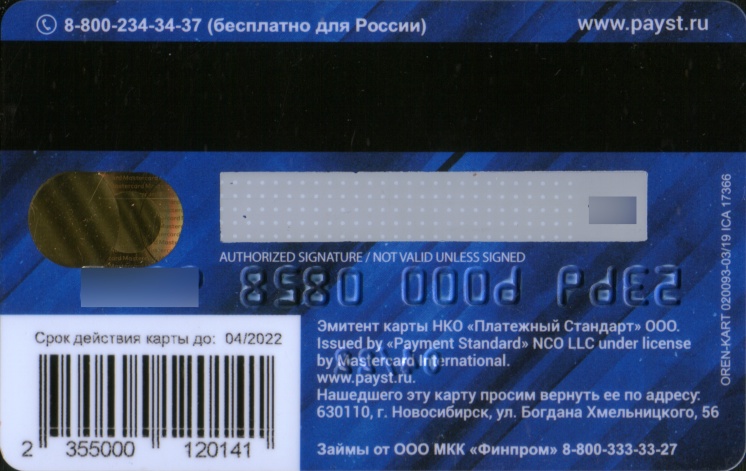 8-800-234-34-37 (бесплатно для России)
www.payst.ru
AUTHORIZED SIGNATURE / NOT VALID UNLESS SIGNED
OREN-KART 020093-03/19 ICA 17366
Срок действия карты до: 04/2022
2 355000 120141
Эмитент карты НКО «Платежный Стандарт» ООО.
Issued by «Payment Standard» NCO LLC under license
by Mastercard International.
www.payst.ru.
Нашедшего эту карту просим вернуть ее по адресу:
630110, г. Новосибирск, ул. Богдана Хмельницкого, 56
Займы от ООО МКК «Финпром» 8-800-333-33-27